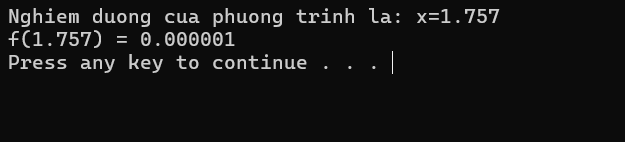 Nghiem duong cua phuong trinh la: x=1.757
f(1.757) = 0.000001
Press any key to continue . . .